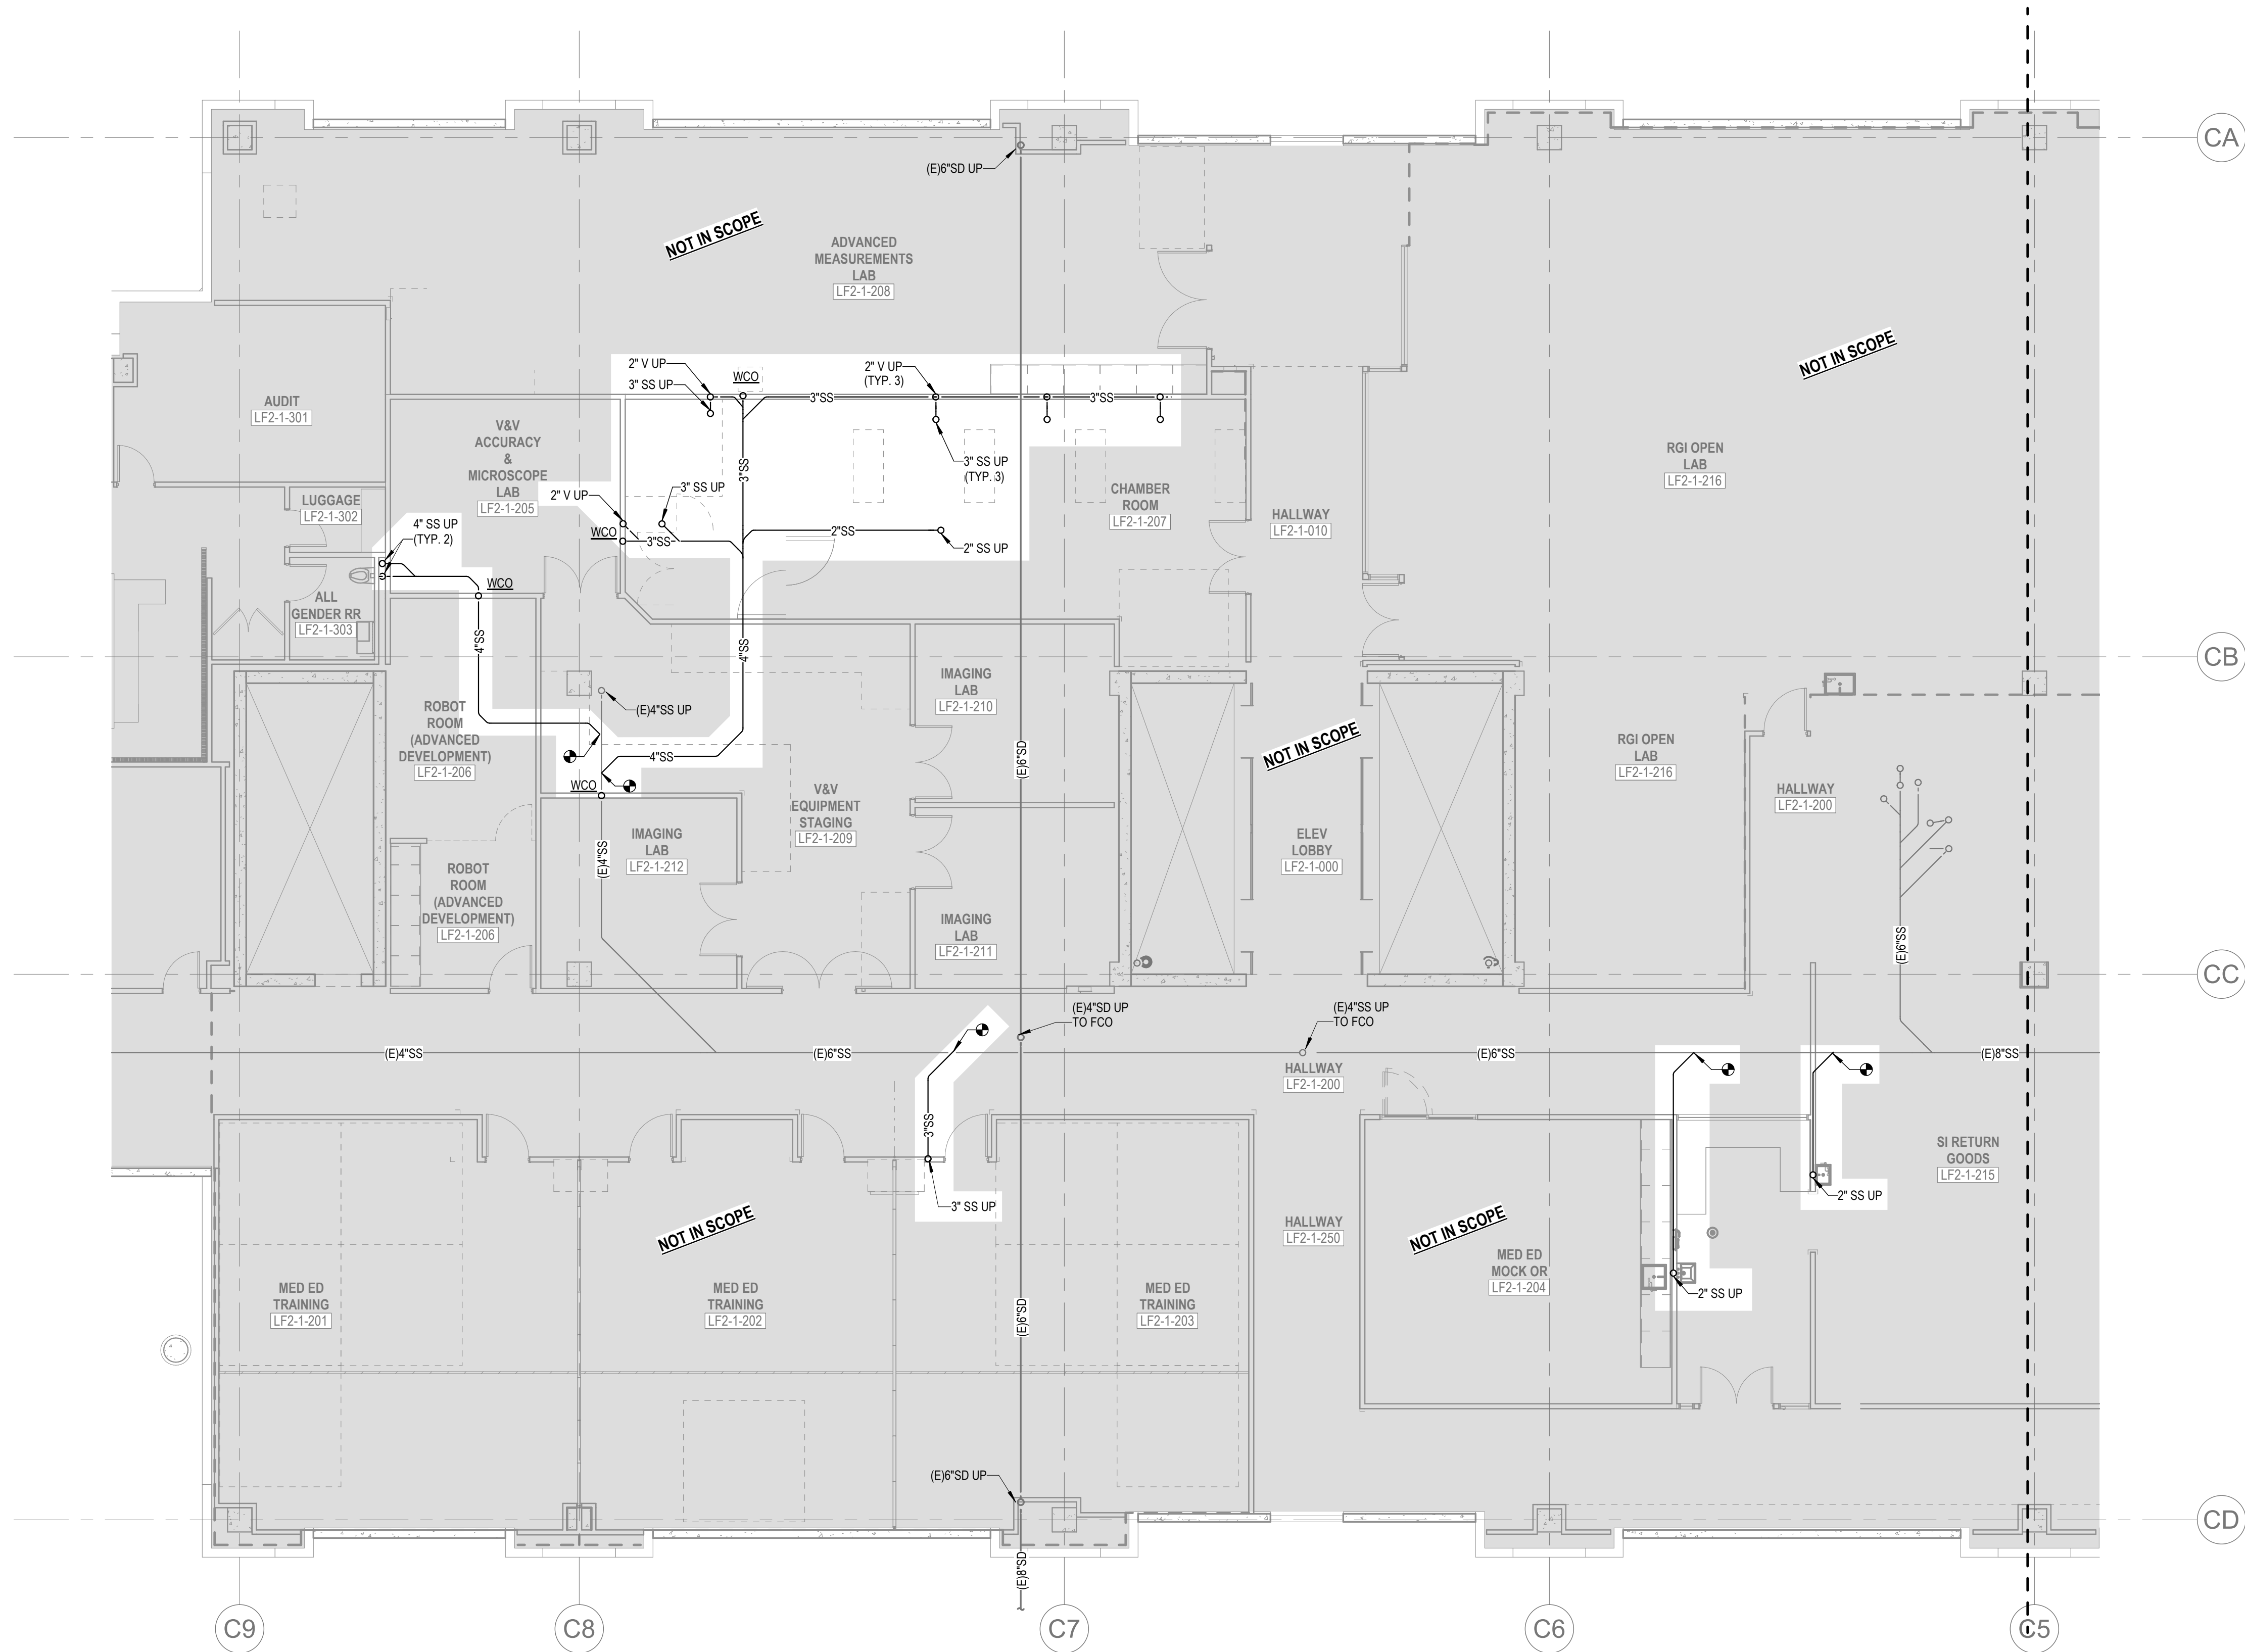 CA
(E)6"SD UP
NOT IN SCOPE
ADVANCED
MEASUREMENTS
LAB
LF2-1-208
NOT IN SCOPE
2" V UP
3" SS UP
WCO
2" V UP
(TYP. 3)
3"SS
3"SS
AUDIT
LF2-1-301
V&V
ACCURACY
&
MICROSCOPE
LAB
LF2-1-205
3"SS
3" SS UP
(TYP. 3)
RGI OPEN
LAB
LF2-1-216
LUGGAGE
LF2-1-302
2" V UP
3" SS UP
CHAMBER
ROOM
LF2-1-207
HALLWAY
LF2-1-010
4" SS UP
(TYP. 2)
WCO
3"SS
2"SS
2" SS UP
WCO
ALL
GENDER RR
LF2-1-303
4"SS
4"SS
CB
IMAGING
LAB
LF2-1-210
(E)4"SS UP
ROBOT
ROOM
(ADVANCED
DEVELOPMENT)
LF2-1-206
4"SS
WCO
(E)6"SD
NOT IN SCOPE
RGI OPEN
LAB
LF2-1-216
HALLWAY
LF2-1-200
V&V
EQUIPMENT
STAGING
LF2-1-209
IMAGING
LAB
LF2-1-212
(E)4"SS
ELEV
LOBBY
LF2-1-000
ROBOT
ROOM
(ADVANCED
DEVELOPMENT)
LF2-1-206
IMAGING
LAB
LF2-1-211
(E)6"SS
CC
(E)4"SD UP
TO FCO
(E)4"SS UP
TO FCO
(E)4"SS
(E)6"SS
(E)6"SS
(E)8"SS
HALLWAY
LF2-1-200
3"SS
SI RETURN
GOODS
LF2-1-215
3" SS UP
2" SS UP
NOT IN SCOPE
HALLWAY
LF2-1-250
NOT IN SCOPE
MED ED
MOCK OR
LF2-1-204
2" SS UP
MED ED
TRAINING
LF2-1-201
MED ED
TRAINING
LF2-1-202
(E)6"SD
MED ED
TRAINING
LF2-1-203
(E)6"SD UP
CD
(E)8"SD
C9
C8
C7
C6
C5